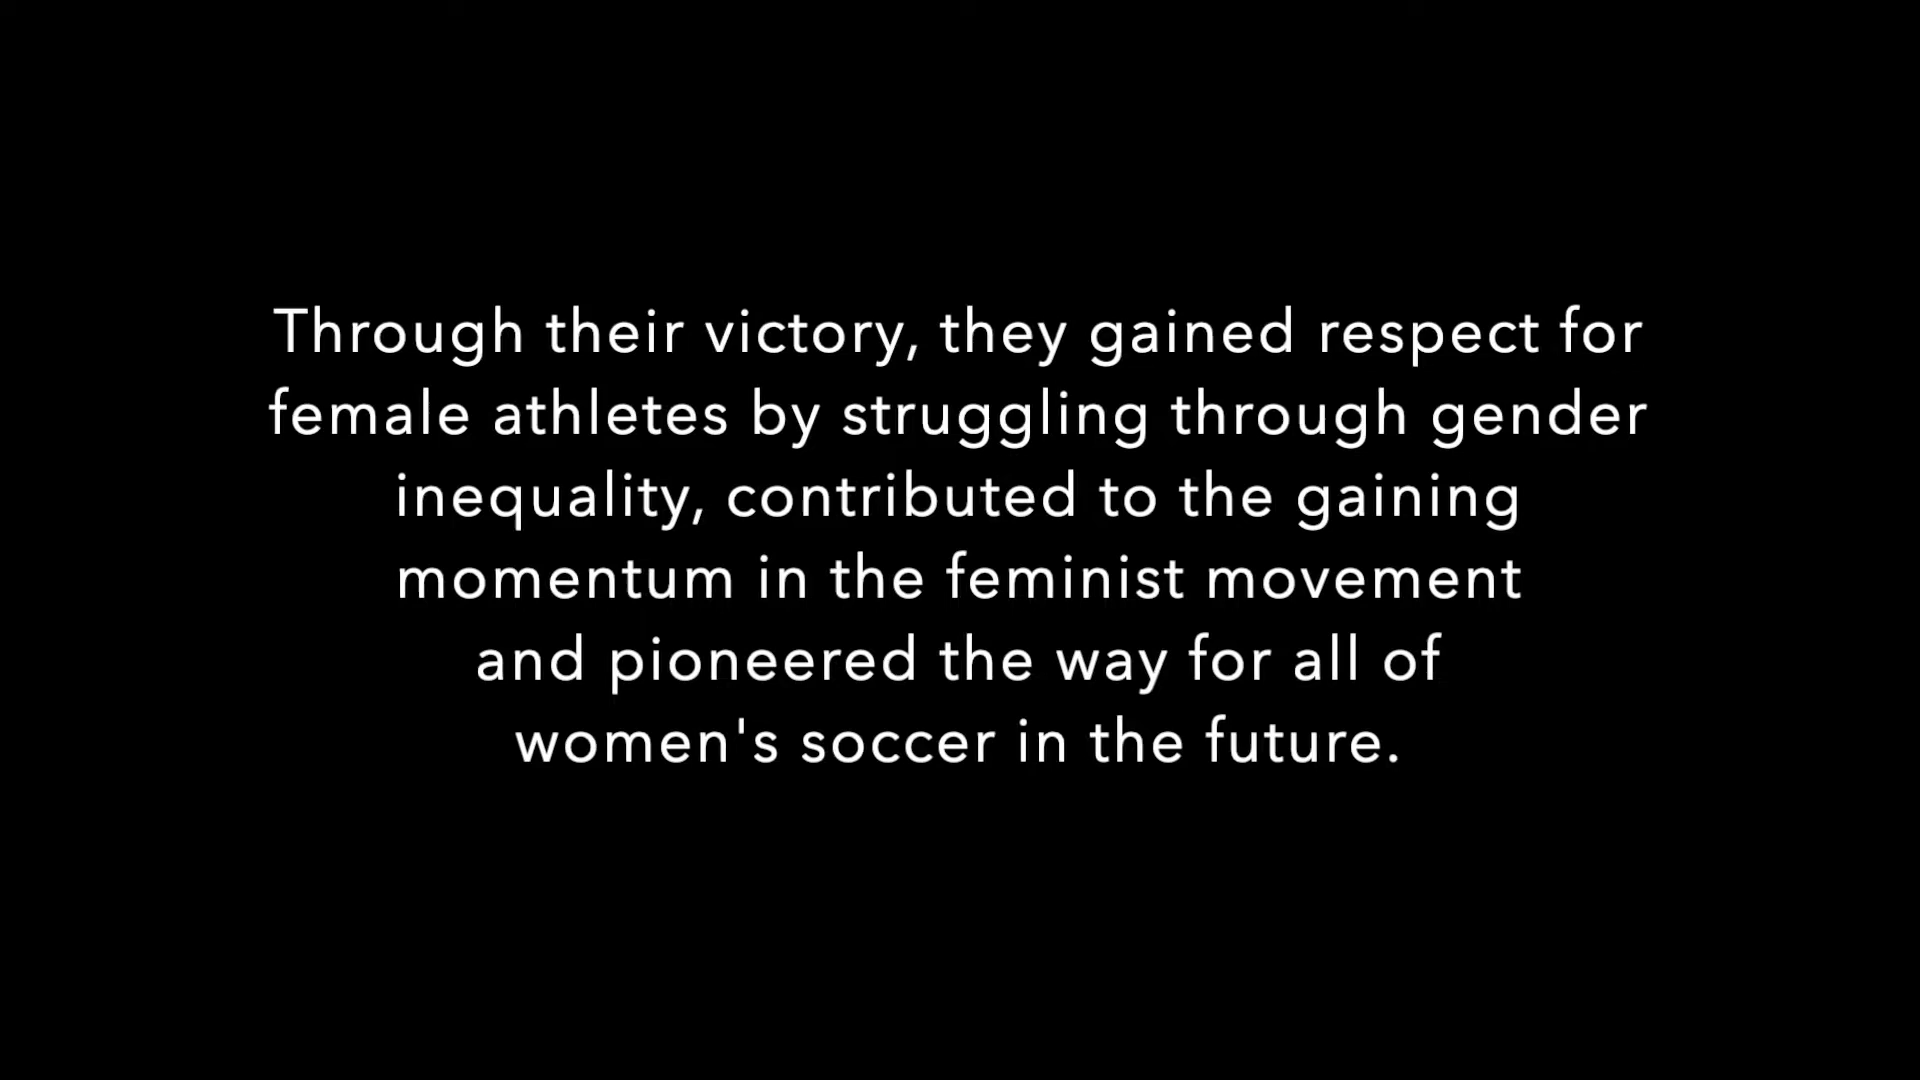 Through their victory, they gained respect for
female athletes by struggling through gender
inequality, contributed to the gaining
momentum in the feminist movement
and pioneered the way for all of
women's soccer in the future.